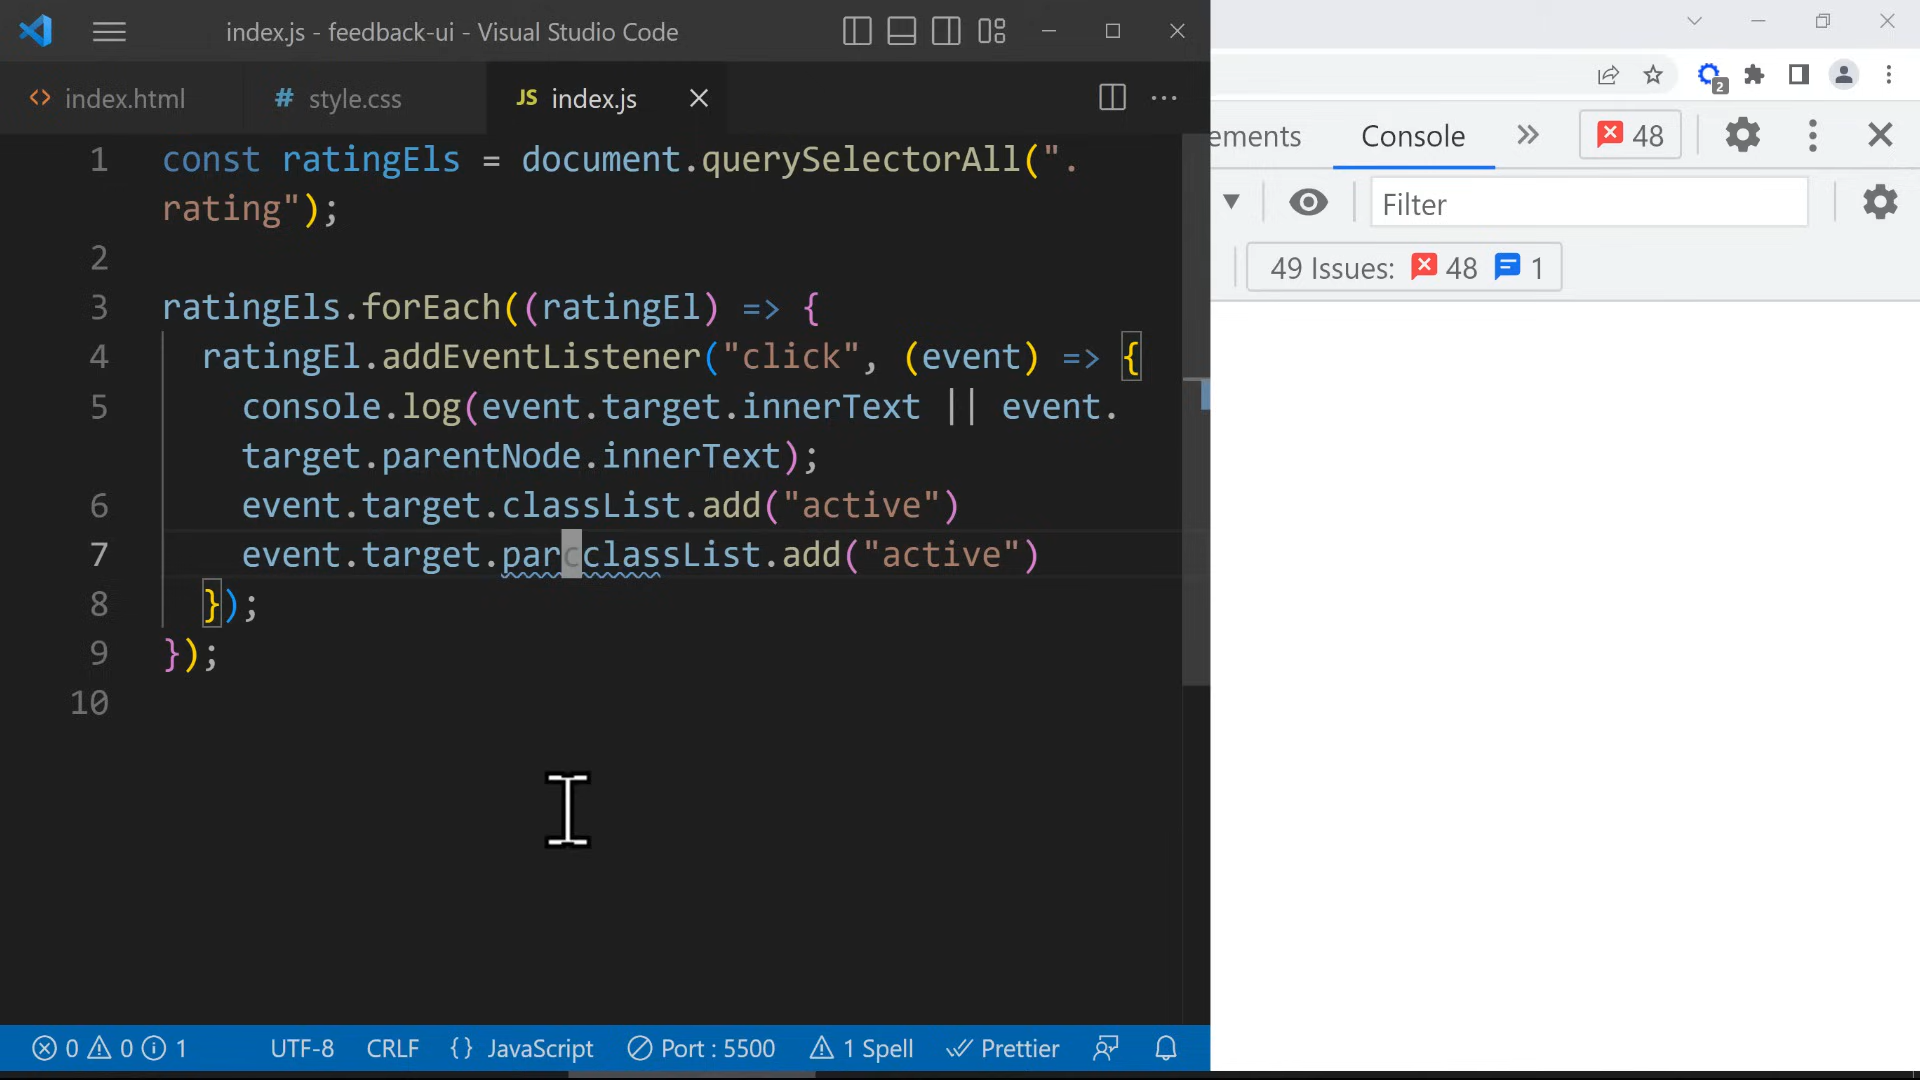 index.js - feedback-ui - Visual Studio Code
index.html
# style.css
JS index.js
1 const ratingEls = document.querySelectorAll(".
rating");
2
3 ratingEls.forEach((ratingEl) => {
4 ratingEl.addEventListener("click", (event) => {
5 console.log(event.target.innerText || event.
target.parentNode.innerText);
6 event.target.classList.add("active")
7 event.target.parcclassList.add("active")
8 });
9 });
10
0 0 1 UTF-8 CRLF {} JavaScript Port : 5500 1 Spell Prettier
2
ements Console 48
Filter
49 Issues: 48 1